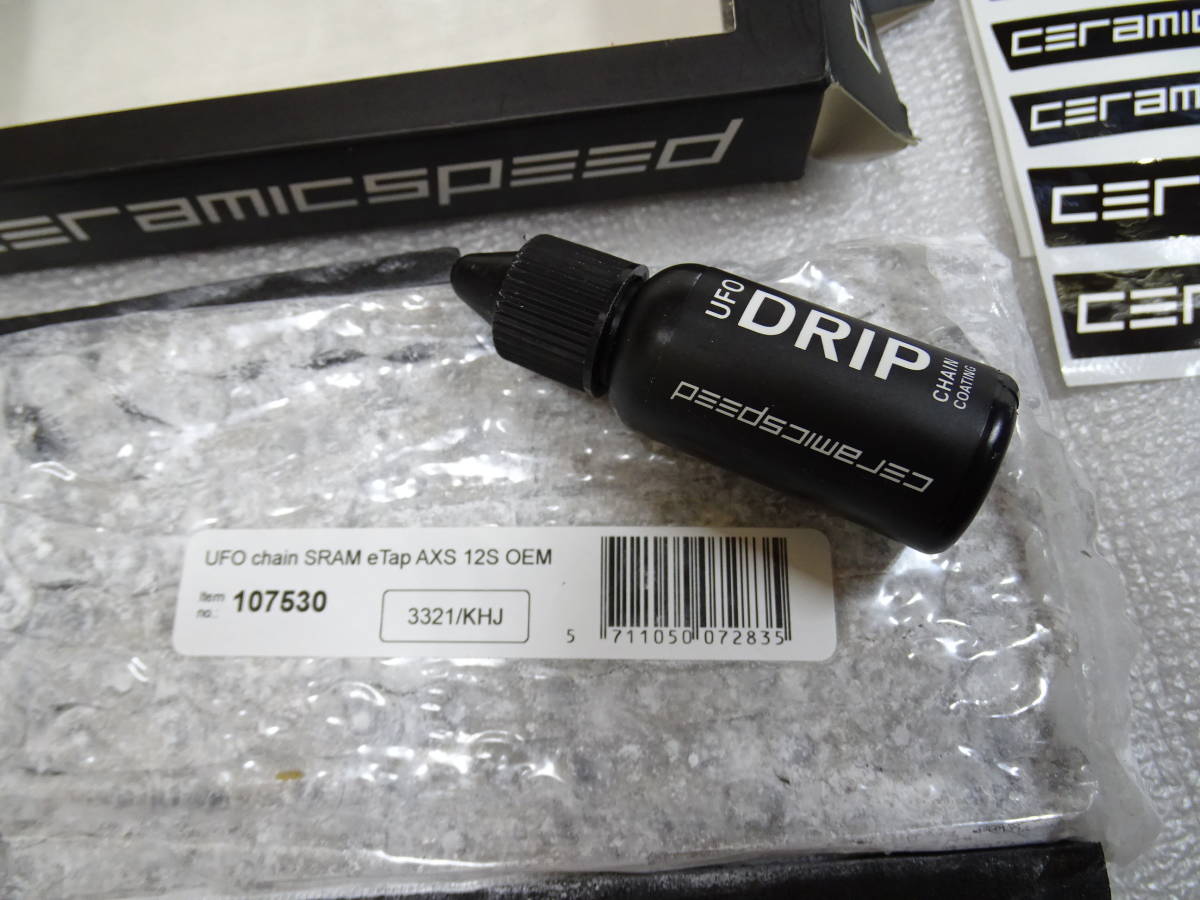 ceramicspeed
ceramic
ceram
cer
cer
UFO
DRIP
CHAIN
COATING
ceramicspeed
UFO chain SRAM eTap AXS 12S OEM
Item
no.: 107530
3321/KHJ
5 711050 072835